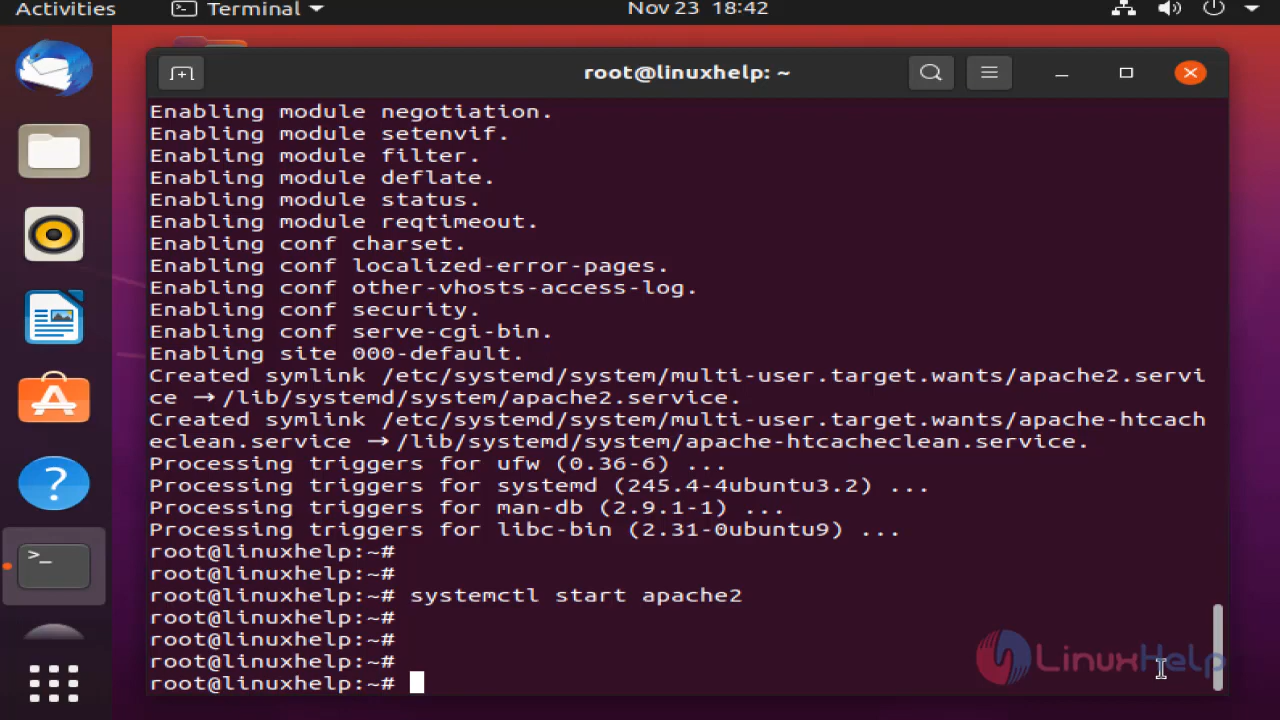 Activities Terminal Nov 23 18:42
root@linuxhelp: ~
Enabling module negotiation.
Enabling module setenvif.
Enabling module filter.
Enabling module deflate.
Enabling module status.
Enabling module reqtimeout.
Enabling conf charset.
Enabling conf localized-error-pages.
Enabling conf other-vhosts-access-log.
Enabling conf security.
Enabling conf serve-cgi-bin.
Enabling site 000-default.
Created symlink /etc/systemd/system/multi-user.target.wants/apache2.servi
ce → /lib/systemd/system/apache2.service.
Created symlink /etc/systemd/system/multi-user.target.wants/apache-htcach
eclean.service → /lib/systemd/system/apache-htcacheclean.service.
Processing triggers for ufw (0.36-6) ...
Processing triggers for systemd (245.4-4ubuntu3.2) ...
Processing triggers for man-db (2.9.1-1) ...
Processing triggers for libc-bin (2.31-0ubuntu9) ...
root@linuxhelp:~#
root@linuxhelp:~#
root@linuxhelp:~# systemctl start apache2
root@linuxhelp:~#
root@linuxhelp:~#
root@linuxhelp:~#
root@linuxhelp:~#
LinuxHelp